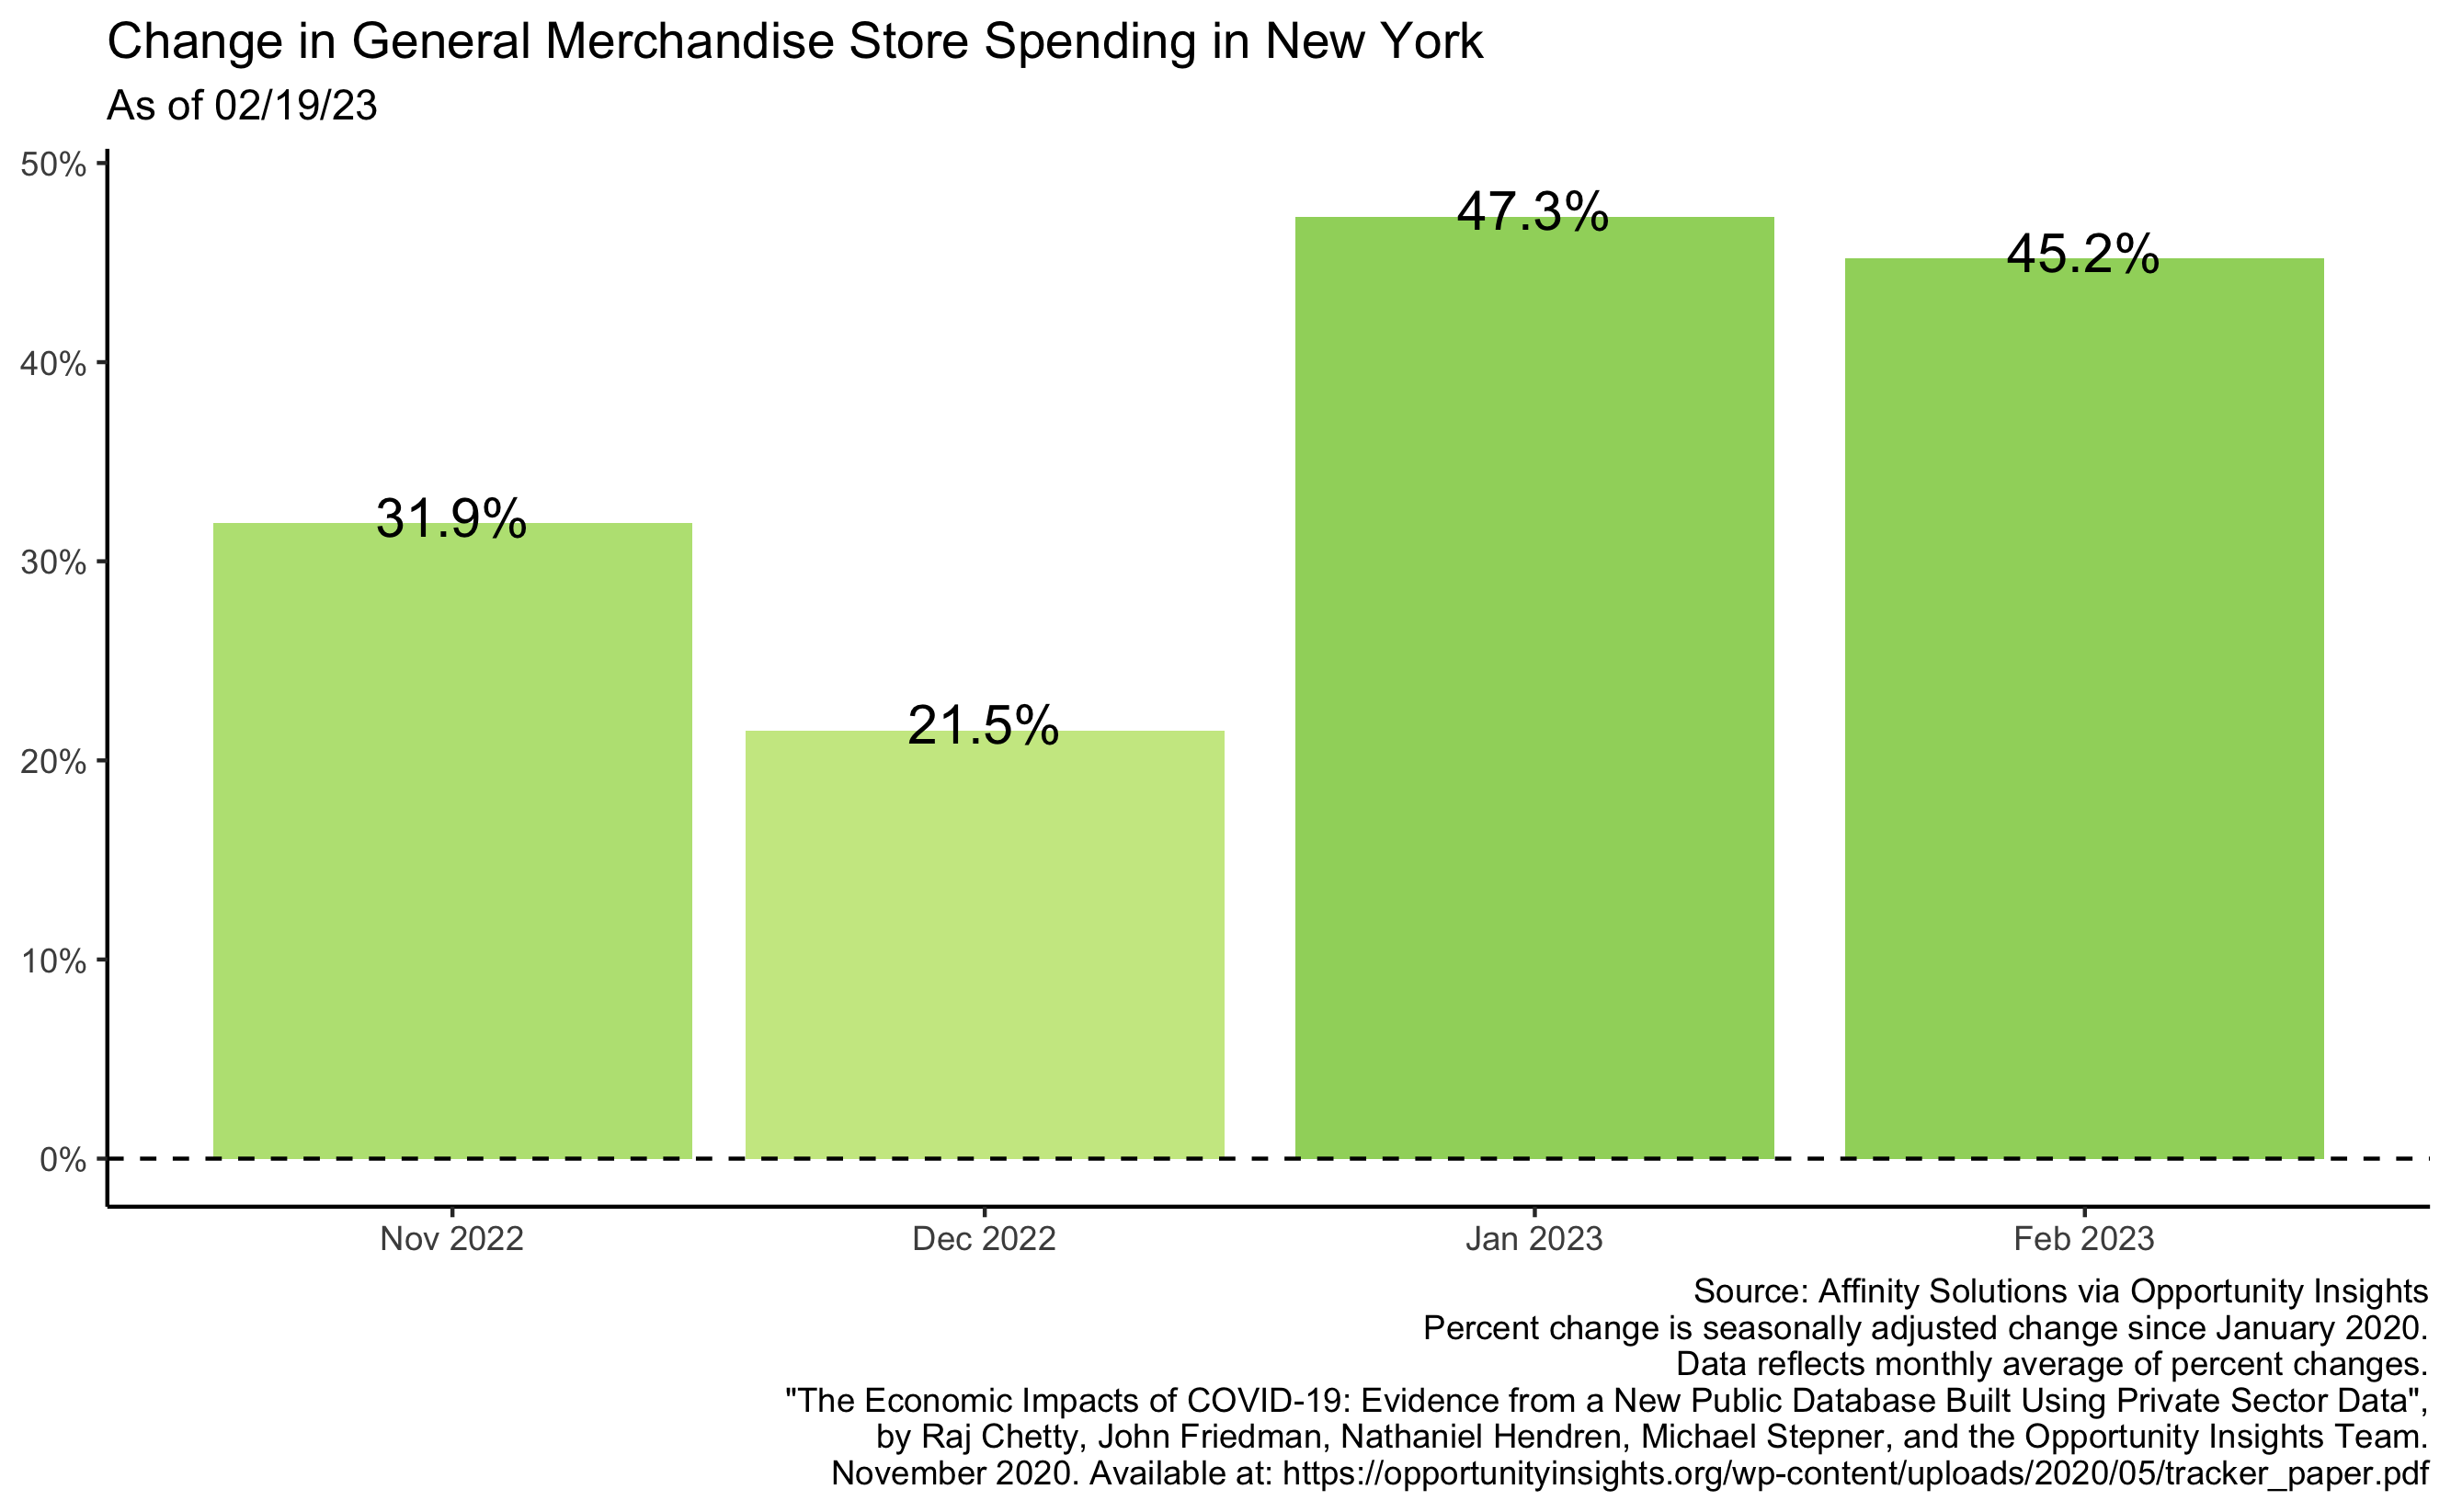 Change in General Merchandise Store Spending in New York
As of 02/19/23
50%
40%
30%
20%
10%
0%
31.9%
21.5%
47.3%
45.2%
Nov 2022
Dec 2022
Jan 2023
Feb 2023
Source: Affinity Solutions via Opportunity Insights
Percent change is seasonally adjusted change since January 2020.
Data reflects monthly average of percent changes.
"The Economic Impacts of COVID-19: Evidence from a New Public Database Built Using Private Sector Data",
by Raj Chetty, John Friedman, Nathaniel Hendren, Michael Stepner, and the Opportunity Insights Team.
November 2020. Available at: https://opportunityinsights.org/wp-content/uploads/2020/05/tracker_paper.pdf